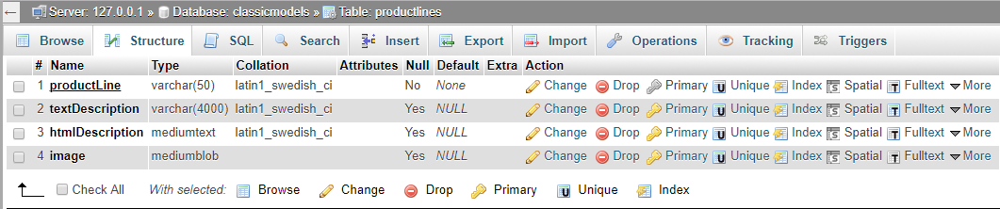 Server: 127.0.0.1 » Database: classicmodels » Table: productlines
Browse Structure SQL Search Insert Export Import Operations Tracking Triggers
# Name Type Collation Attributes Null Default Extra Action
1 productLine varchar(50) latin1_swedish_ci No None Change Drop Primary Unique Index Spatial Fulltext More
2 textDescription varchar(4000) latin1_swedish_ci Yes NULL Change Drop Primary Unique Index Spatial Fulltext More
3 htmlDescription mediumtext latin1_swedish_ci Yes NULL Change Drop Primary Unique Index Spatial Fulltext More
4 image mediumblob Yes NULL Change Drop Primary Unique Index Spatial Fulltext More
Check All With selected: Browse Change Drop Primary Unique Index